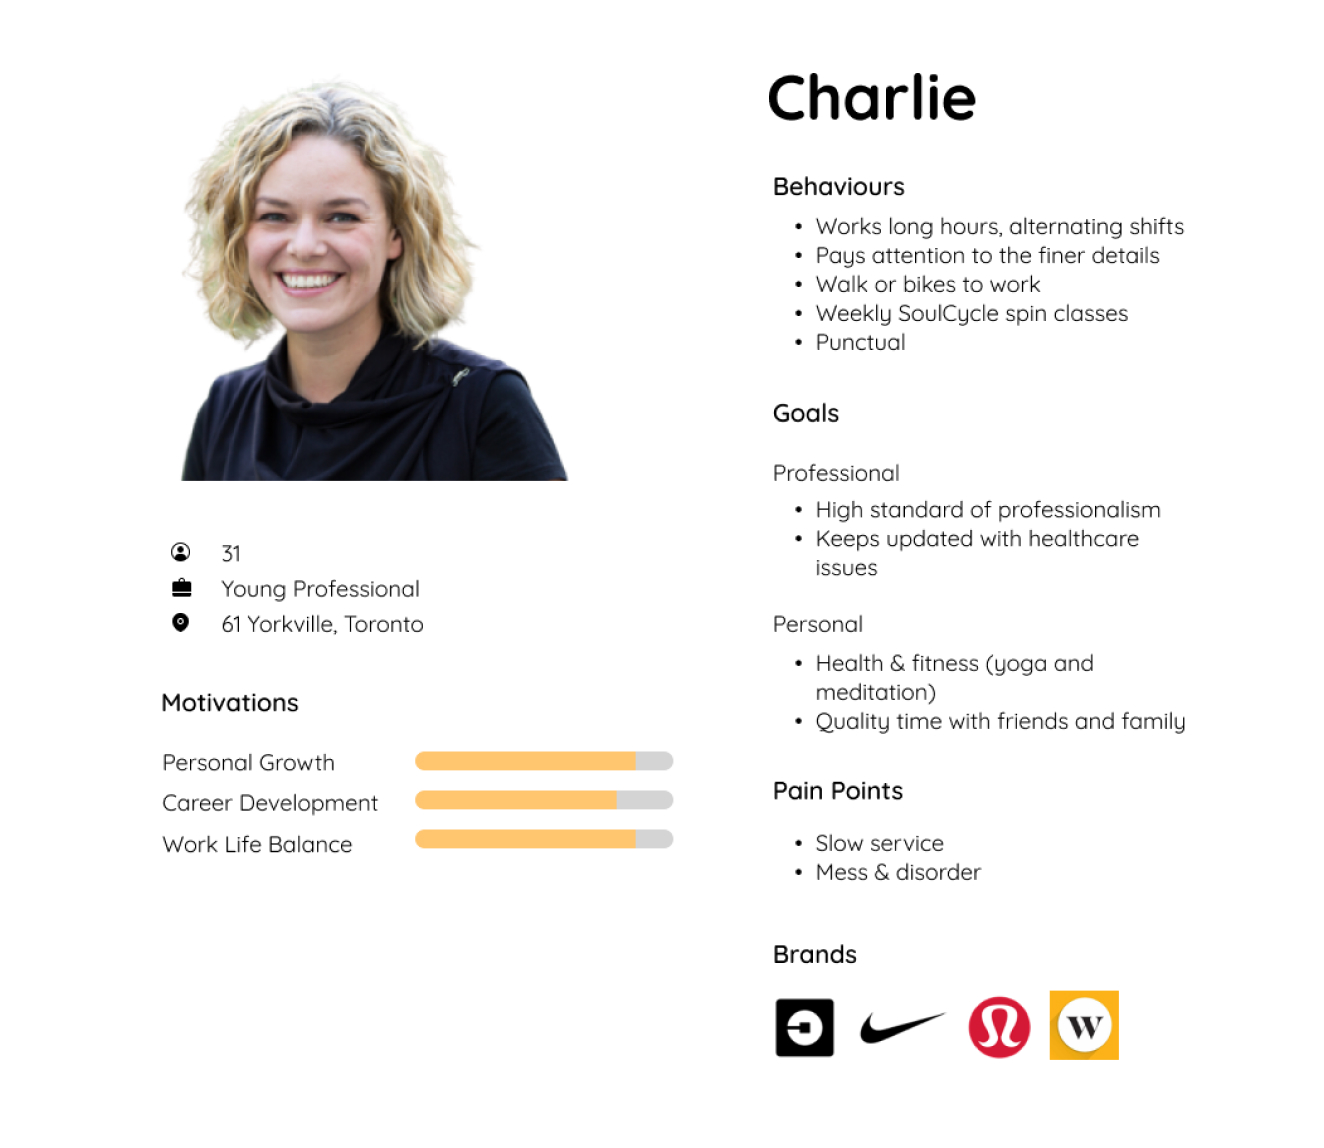 Charlie
Behaviours
• Works long hours, alternating shifts
• Pays attention to the finer details
• Walk or bikes to work
• Weekly SoulCycle spin classes
• Punctual
Goals
Professional
• High standard of professionalism
• Keeps updated with healthcare
issues
Personal
• Health & fitness (yoga and
meditation)
• Quality time with friends and family
Pain Points
• Slow service
• Mess & disorder
Brands
W
31
Young Professional
61 Yorkville, Toronto
Motivations
Personal Growth
Career Development
Work Life Balance